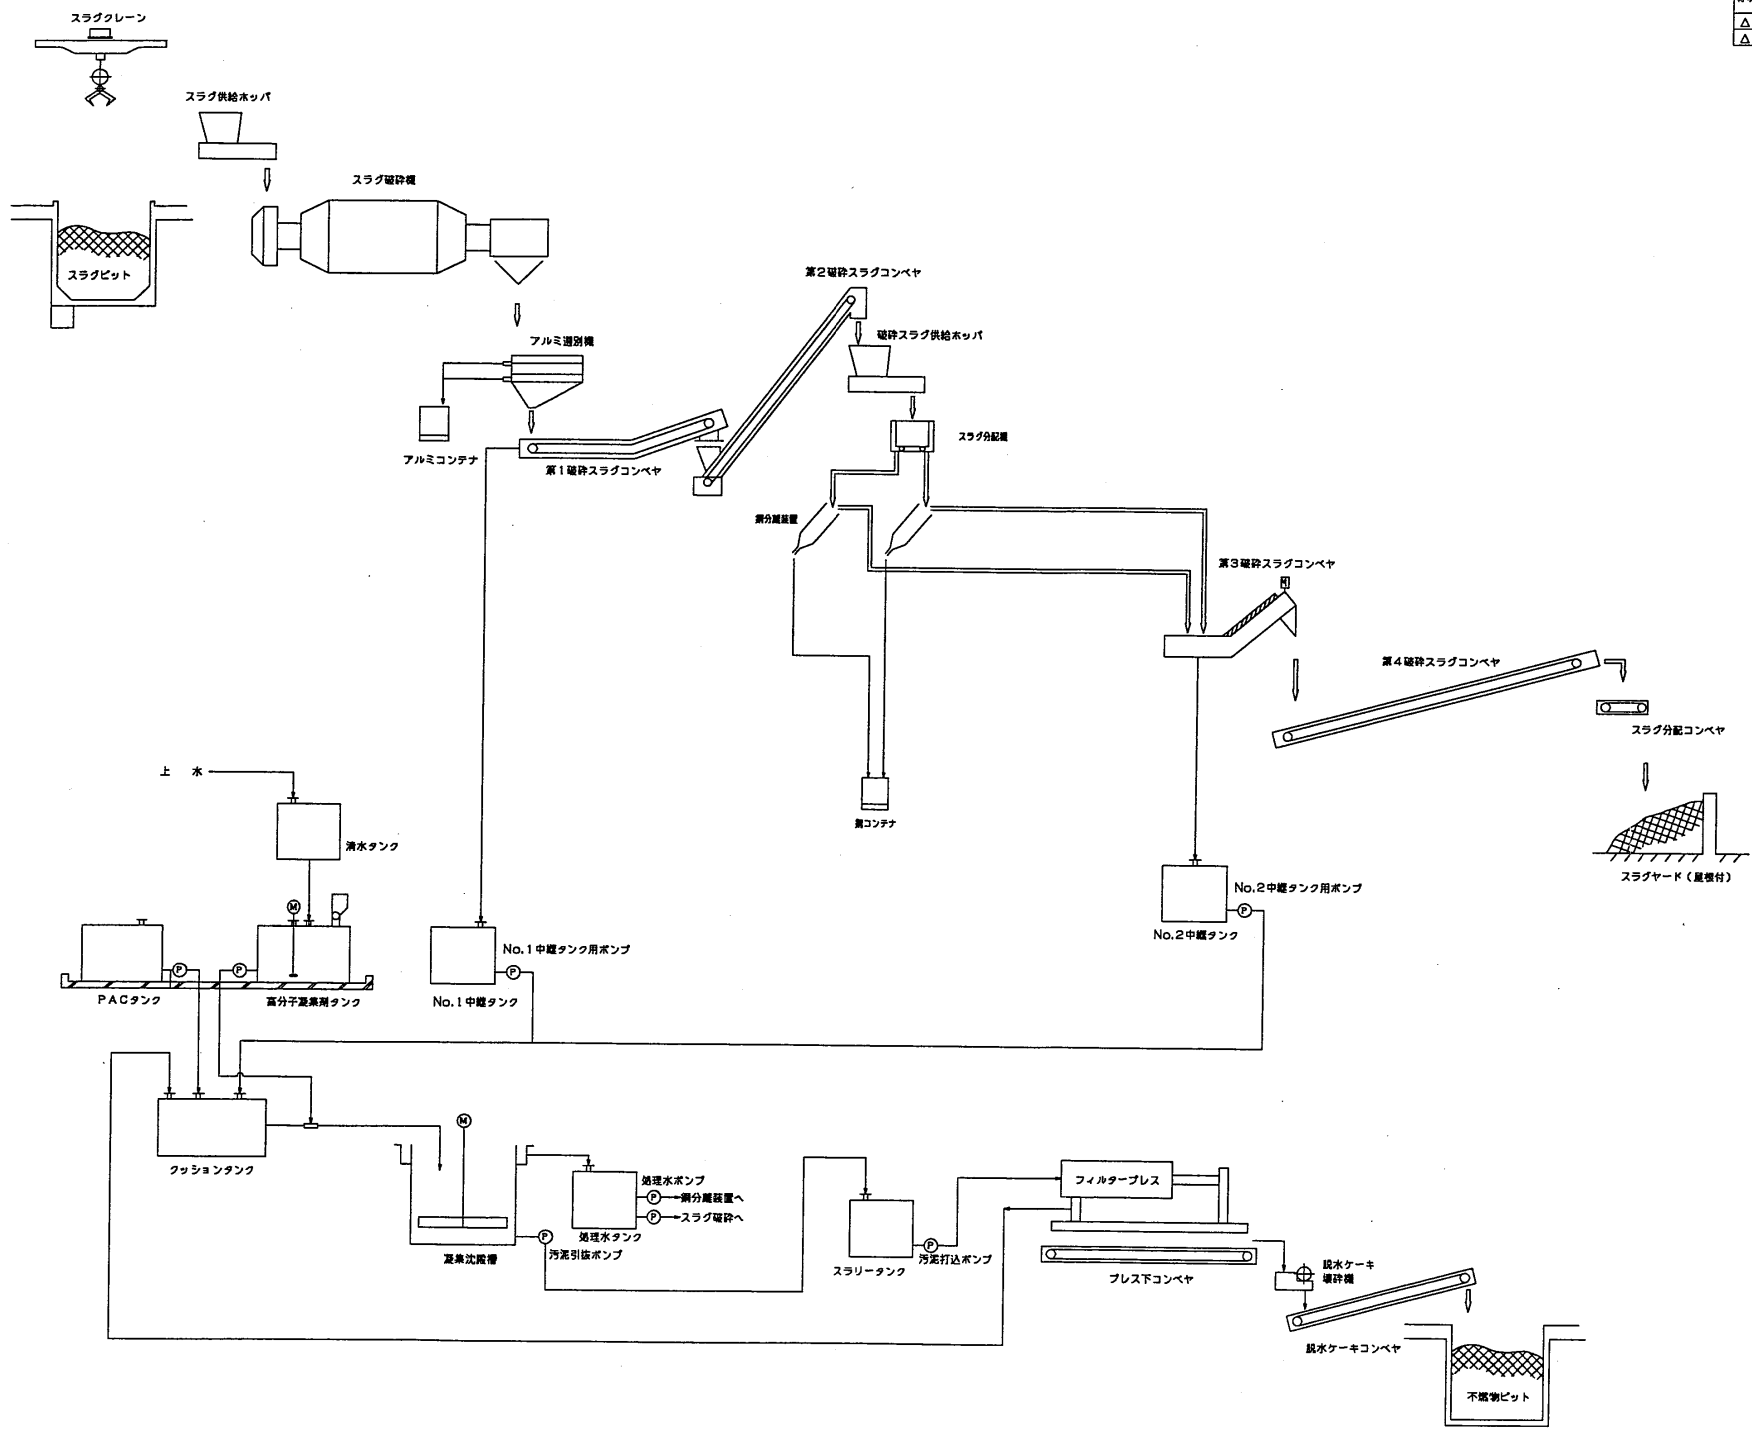 スラグクレーン
スラグ供給ホッパ
スラグ破砕機
スラグピット
第2破砕スラグコンベヤ
破砕スラグ供給ホッパ
アルミ選別機
アルミコンテナ
第1破砕スラグコンベヤ
スラグ分配機
銅分離装置
第3破砕スラグコンベヤ
M
第4破砕スラグコンベヤ
スラグ分配コンベヤ
スラグヤード(屋根付)
銅コンテナ
上 水
清水タンク
M
P
P
PACタンク
高分子凝集剤タンク
No.1中継タンク用ポンプ
P
No.1中継タンク
No.2中継タンク用ポンプ
P
No.2中継タンク
クッションタンク
M
凝集沈殿槽
処理水ポンプ
P
銅分離装置へ
P
スラグ破砕へ
処理水タンク
P
汚泥引抜ポンプ
スラリータンク
P
汚泥打込ポンプ
フィルタープレス
プレス下コンベヤ
脱水ケーキ
壊砕機
脱水ケーキコンベヤ
不燃物ピット